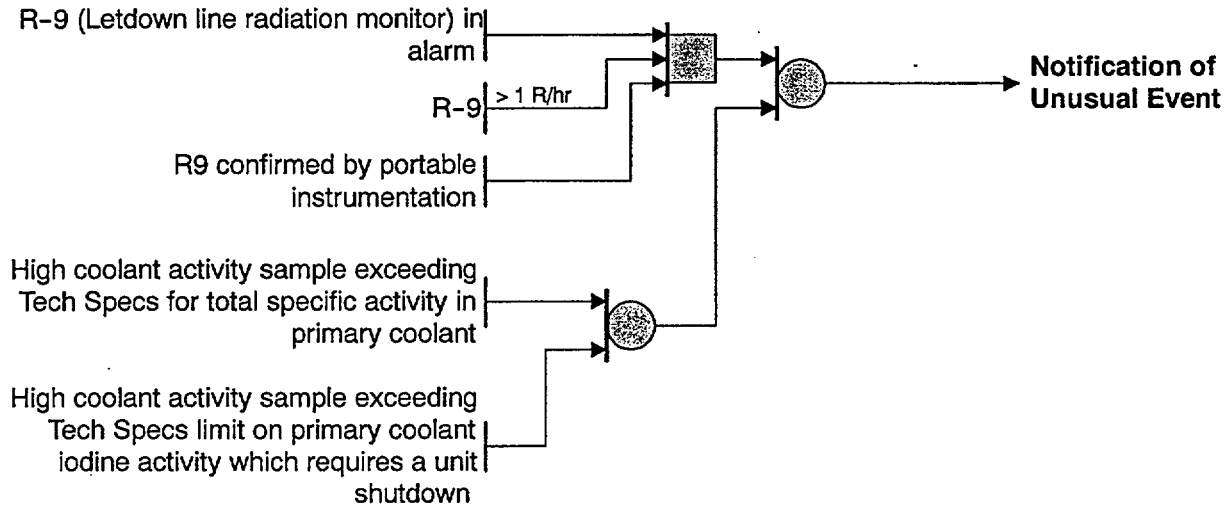 R-9 (Letdown line radiation monitor) in
alarm
R-9
> 1 R/hr
R9 confirmed by portable
instrumentation
High coolant activity sample exceeding
Tech Specs for total specific activity in
primary coolant
High coolant activity sample exceeding
Tech Specs limit on primary coolant
iodine activity which requires a unit
shutdown
Notification of
Unusual Event